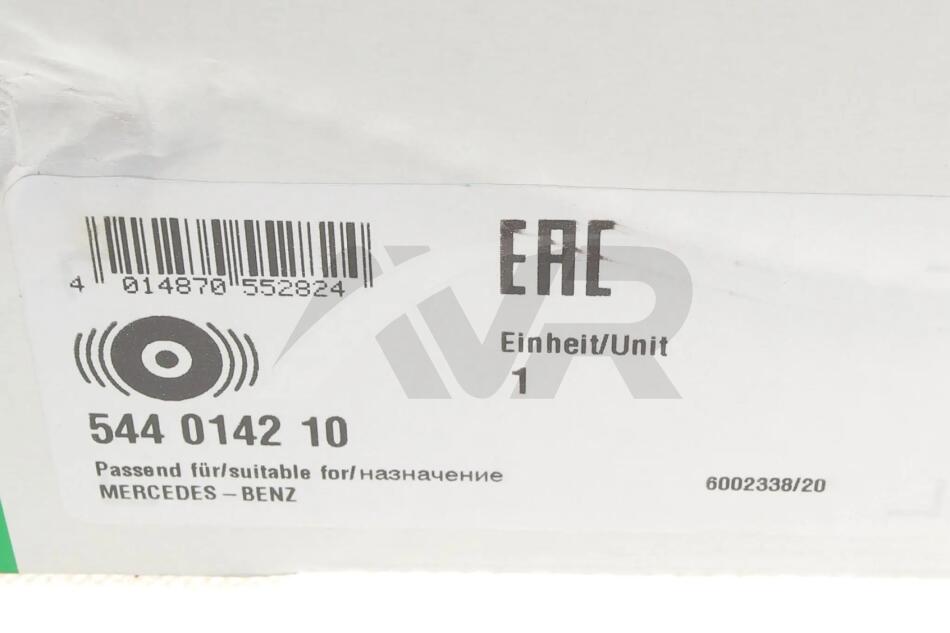 4 014870 552824
EAC
Einheit/Unit
1
544 0142 10
Passend für/suitable for/назначение
MERCEDES – BENZ
6002338/20
AVR